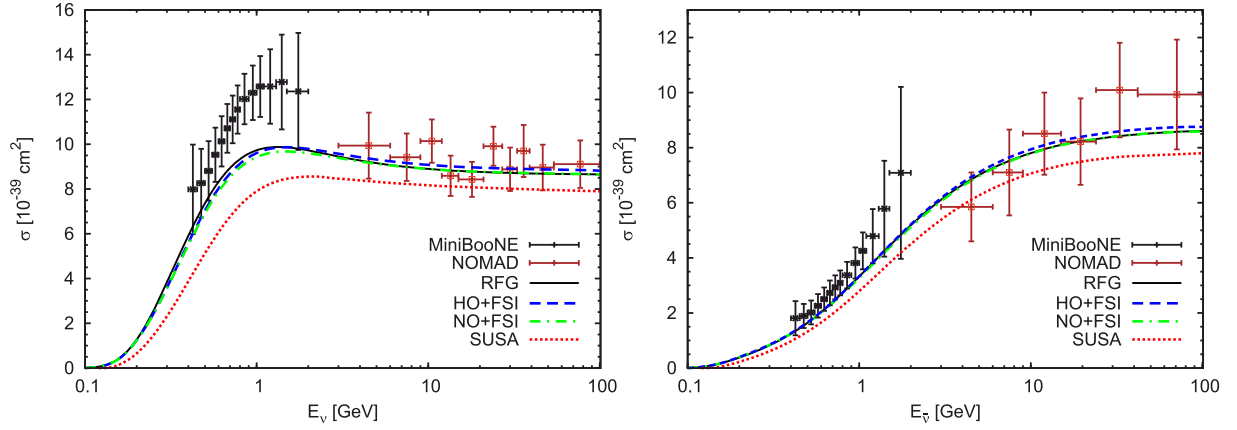 16
14
12
10
8
6
4
2
0
σ [10⁻³⁹ cm²]
MiniBooNE
NOMAD
RFG
HO+FSI
NO+FSI
SUSA
0.1 1 10 100
E_ν [GeV]
12
10
8
6
4
2
0
σ [10⁻³⁹ cm²]
MiniBooNE
NOMAD
RFG
HO+FSI
NO+FSI
SUSA
0.1 1 10 100
E_ν̅ [GeV]